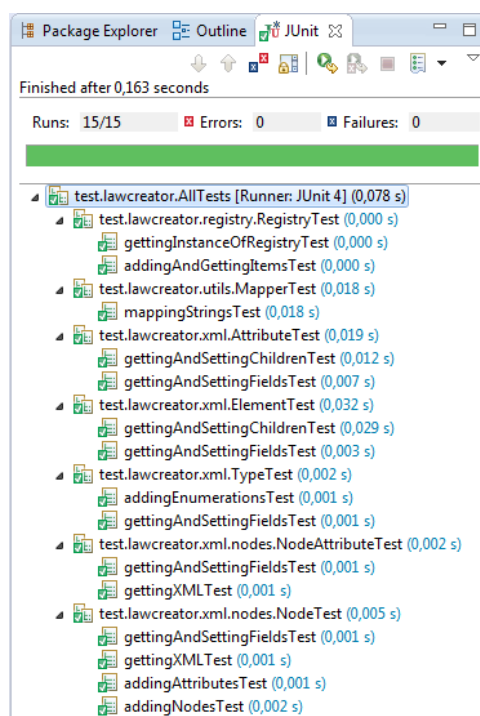 Package Explorer Outline JUnit
Finished after 0,163 seconds
Runs: 15/15 Errors: 0 Failures: 0
test.lawcreator.AllTests [Runner: JUnit 4] (0,078 s)
test.lawcreator.registry.RegistryTest (0,000 s)
gettingInstanceOfRegistryTest (0,000 s)
addingAndGettingItemsTest (0,000 s)
test.lawcreator.utils.MapperTest (0,018 s)
mappingStringsTest (0,018 s)
test.lawcreator.xml.AttributeTest (0,019 s)
gettingAndSettingChildrenTest (0,012 s)
gettingAndSettingFieldsTest (0,007 s)
test.lawcreator.xml.ElementTest (0,032 s)
gettingAndSettingChildrenTest (0,029 s)
gettingAndSettingFieldsTest (0,003 s)
test.lawcreator.xml.TypeTest (0,002 s)
addingEnumerationsTest (0,001 s)
gettingAndSettingFieldsTest (0,001 s)
test.lawcreator.xml.nodes.NodeAttributeTest (0,002 s)
gettingAndSettingFieldsTest (0,001 s)
gettingXMLTest (0,001 s)
test.lawcreator.xml.nodes.NodeTest (0,005 s)
gettingAndSettingFieldsTest (0,001 s)
gettingXMLTest (0,001 s)
addingAttributesTest (0,001 s)
addingNodesTest (0,002 s)